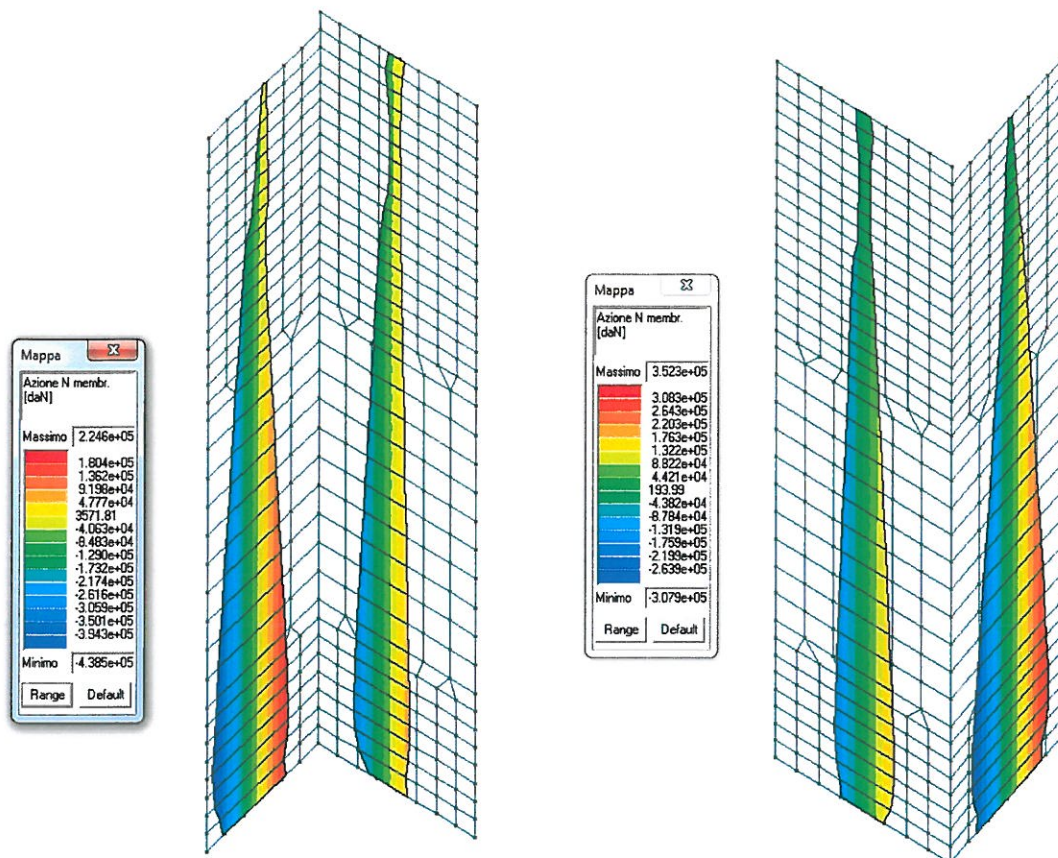 Mappa
Azione N membr.
[daN]
Massimo 2.246e+05
1.804e+05
1.362e+05
9.198e+04
4.777e+04
3571.81
-4.063e+04
-8.483e+04
-1.290e+05
-1.732e+05
-2.174e+05
-2.616e+05
-3.059e+05
-3.501e+05
-3.943e+05
Minimo -4.385e+05
Range Default
Mappa
Azione N membr.
[daN]
Massimo 3.523e+05
3.083e+05
2.643e+05
2.203e+05
1.763e+05
1.322e+05
8.822e+04
4.421e+04
193.99
-4.382e+04
-8.784e+04
-1.319e+05
-1.759e+05
-2.199e+05
-2.639e+05
Minimo -3.079e+05
Range Default